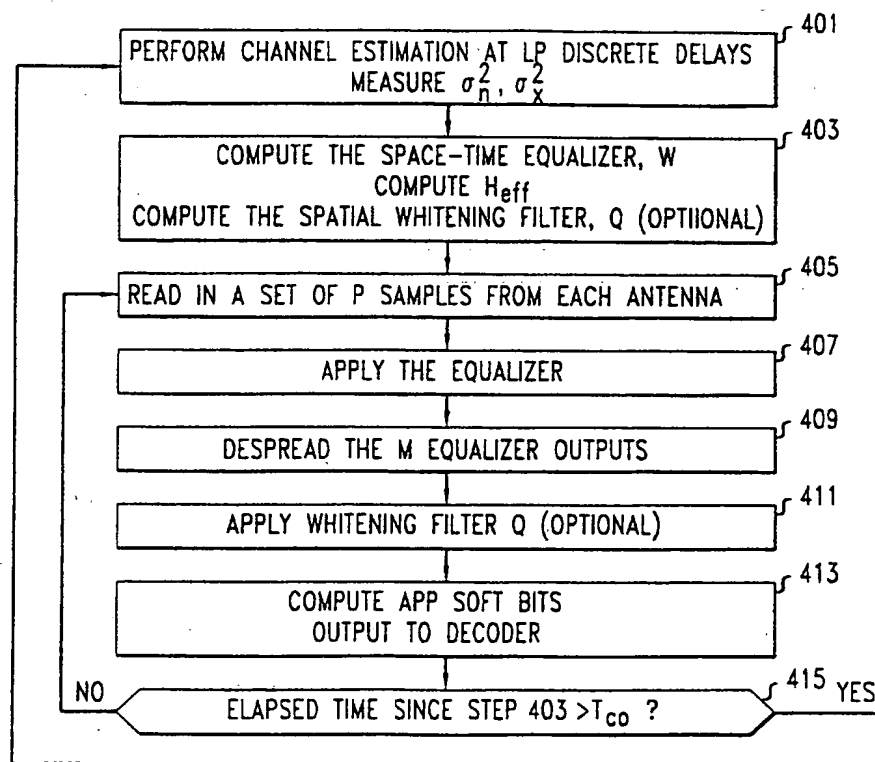 401
PERFORM CHANNEL ESTIMATION AT LP DISCRETE DELAYS
MEASURE σ²ₙ, σ²ₓ
403
COMPUTE THE SPACE-TIME EQUALIZER, W
COMPUTE Heff
COMPUTE THE SPATIAL WHITENING FILTER, Q (OPTIIONAL)
405
READ IN A SET OF P SAMPLES FROM EACH ANTENNA
407
APPLY THE EQUALIZER
409
DESPREAD THE M EQUALIZER OUTPUTS
411
APPLY WHITENING FILTER Q (OPTIONAL)
413
COMPUTE APP SOFT BITS
OUTPUT TO DECODER
415
NO
ELAPSED TIME SINCE STEP 403 >Tco ?
YES